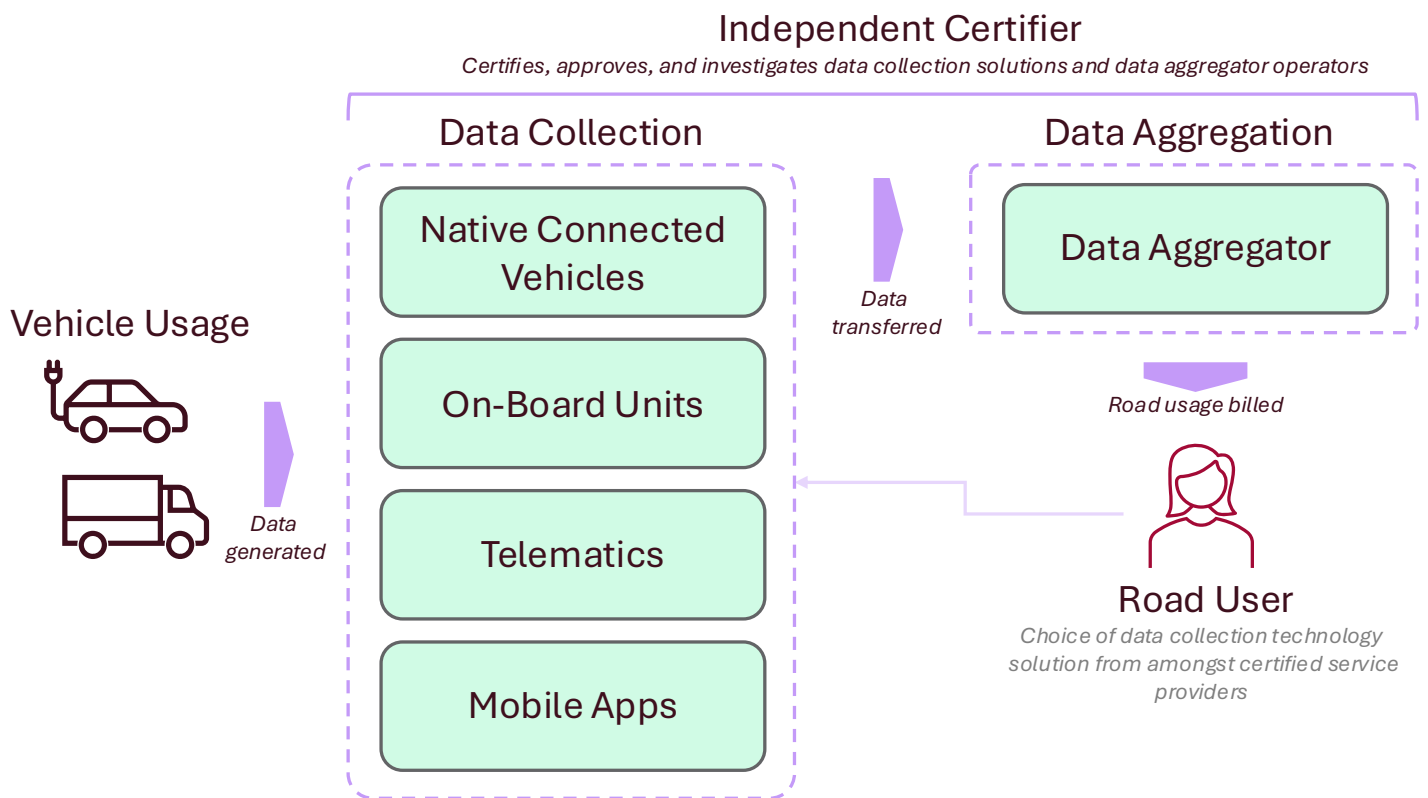 Independent Certifier
Certifies, approves, and investigates data collection solutions and data aggregator operators
Data Collection
Data Aggregation
Native Connected
Vehicles
Data Aggregator
Data
transferred
Vehicle Usage
On-Board Units
Road usage billed
Data
generated
Telematics
Road User
Choice of data collection technology
solution from amongst certified service
providers
Mobile Apps